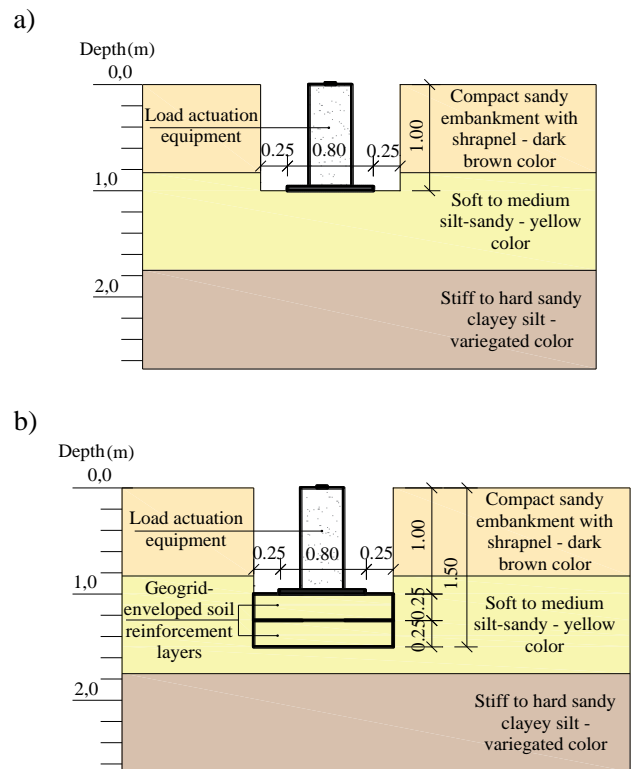 a)
Depth(m)
0,0
Load actuation
equipment
0.25
0.80
0.25
1.00
Compact sandy
embankment with
shrapnel - dark
brown color
1,0
Soft to medium
silt-sandy - yellow
color
2,0
Stiff to hard sandy
clayey silt -
variegated color
b)
Depth(m)
0,0
Load actuation
equipment
0.25
0.80
0.25
1.00
1.50
Compact sandy
embankment with
shrapnel - dark
brown color
1,0
Geogrid-
enveloped soil
reinforcement
layers
0.25
0.25
Soft to medium
silt-sandy - yellow
color
2,0
Stiff to hard sandy
clayey silt -
variegated color